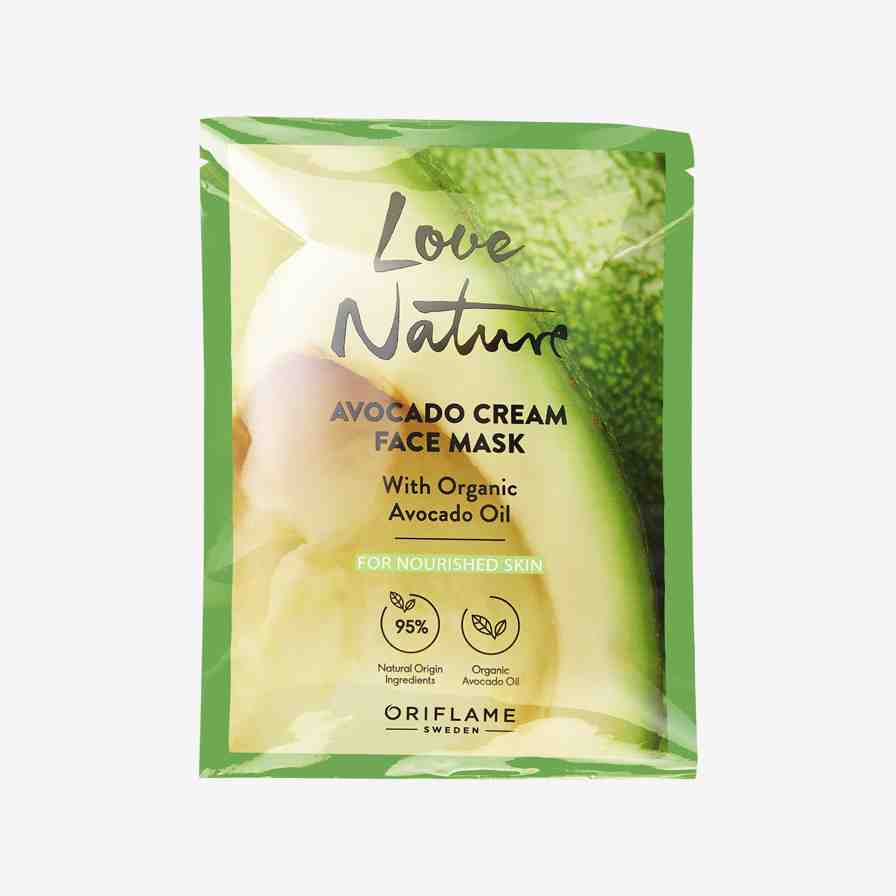 Love
Nature
AVOCADO CREAM
FACE MASK
With Organic
Avocado Oil
FOR NOURISHED SKIN
95%
Natural Origin
Ingredients
Organic
Avocado Oil
ORIFLAME
SWEDEN